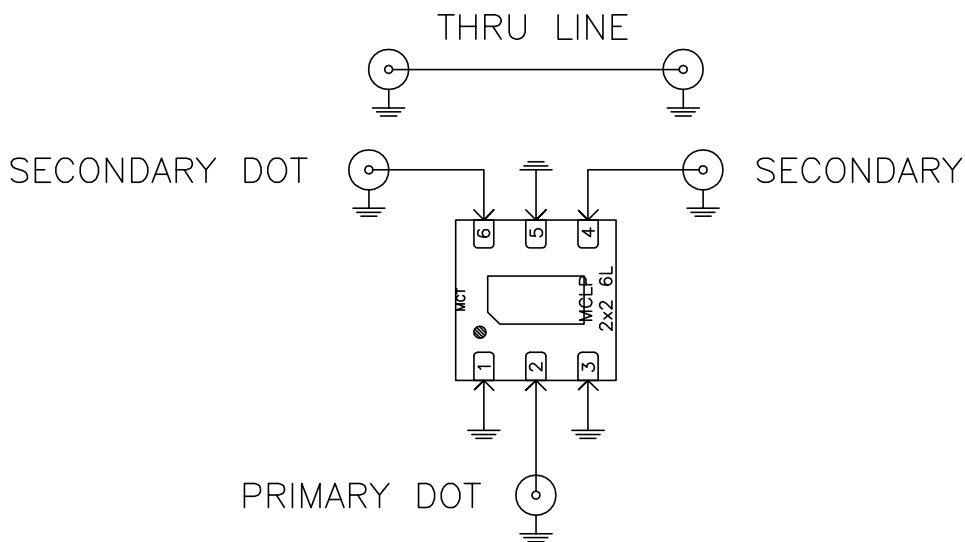 THRU LINE
SECONDARY DOT
SECONDARY
6
5
4
MCT
MCLP
2x2 6L
1
2
3
PRIMARY DOT